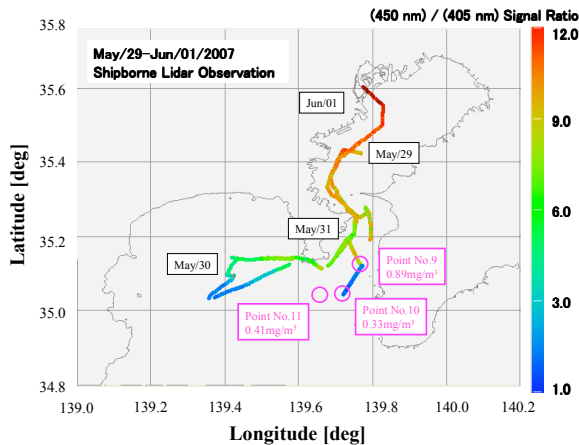 (450 nm) / (405 nm) Signal Ratio
35.8
May/29-Jun/01/2007
Shipborne Lidar Observation
12.0
35.6
Jun/01
9.0
May/29
35.4
Latitude [deg]
6.0
May/31
35.2
May/30
Point No.9
0.89mg/m³
3.0
Point No.11
0.41mg/m³
Point No.10
0.33mg/m³
35.0
34.8
1.0
139.0
139.2
139.4
139.6
139.8
140.0
140.2
Longitude [deg]